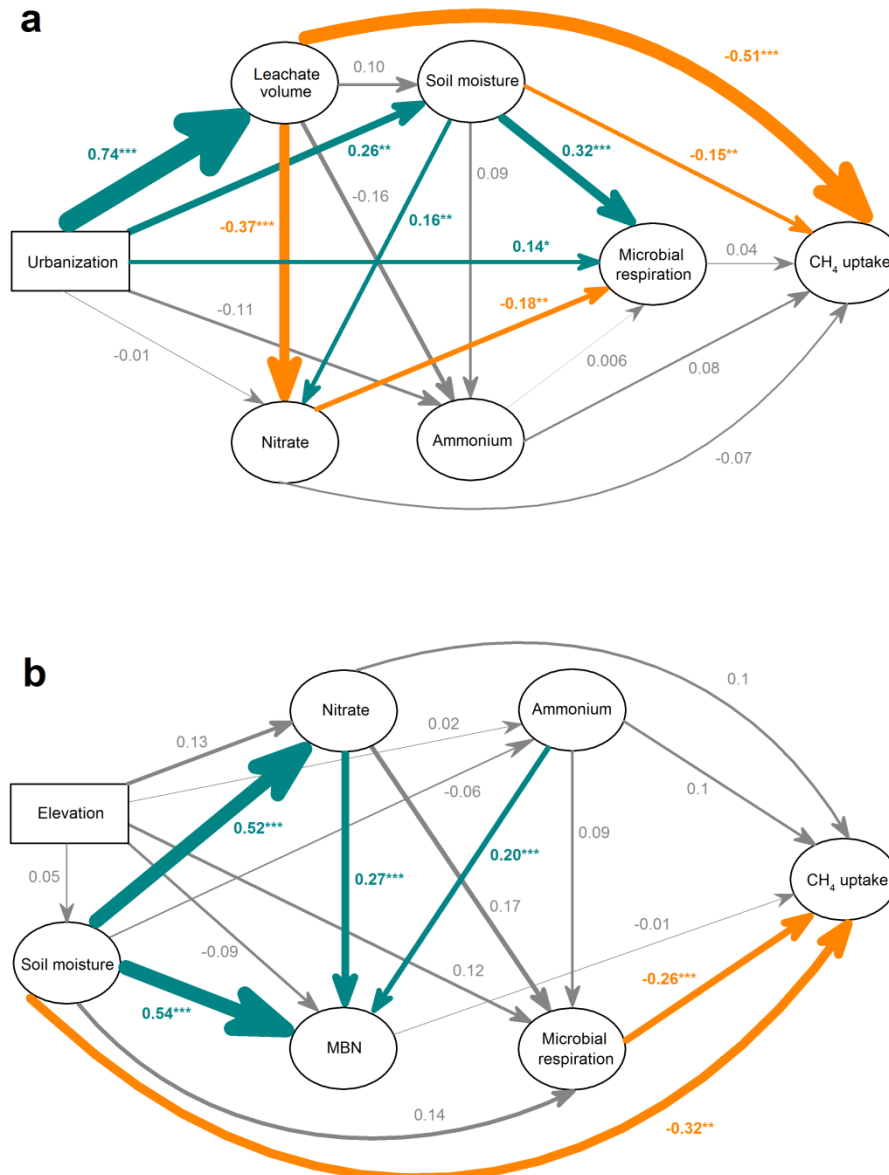 a
Leachate
volume
0.10
Soil moisture
-0.51***
0.74***
0.26**
0.32***
-0.15**
-0.16
0.09
-0.37***
0.16**
Urbanization
0.14*
Microbial
respiration
0.04
CH₄ uptake
-0.11
-0.18**
-0.01
0.006
0.08
Nitrate
Ammonium
-0.07
b
0.1
Nitrate
Ammonium
0.13
0.02
-0.06
0.1
Elevation
0.52***
0.20***
0.09
0.05
0.27***
CH₄ uptake
0.17
-0.01
Soil moisture
-0.09
0.12
-0.26***
0.54***
MBN
Microbial
respiration
0.14
-0.32**